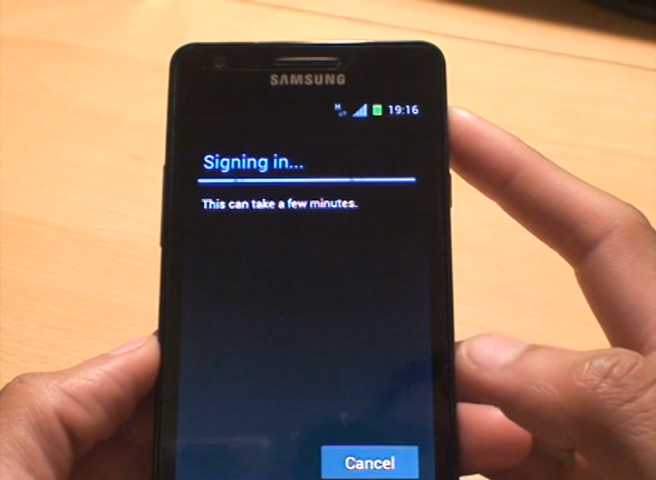 SAMSUNG
H 19:16
Signing in...
This can take a few minutes.
Cancel